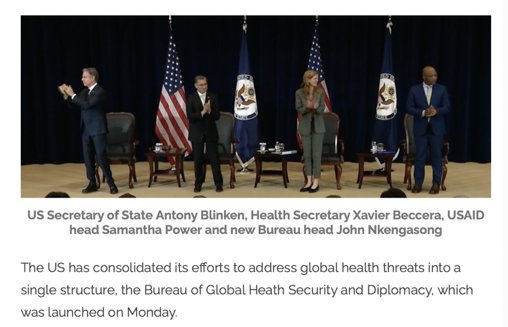 US Secretary of State Antony Blinken, Health Secretary Xavier Beccera, USAID
head Samantha Power and new Bureau head John Nkengasong
The US has consolidated its efforts to address global health threats into a
single structure, the Bureau of Global Heath Security and Diplomacy, which
was launched on Monday.